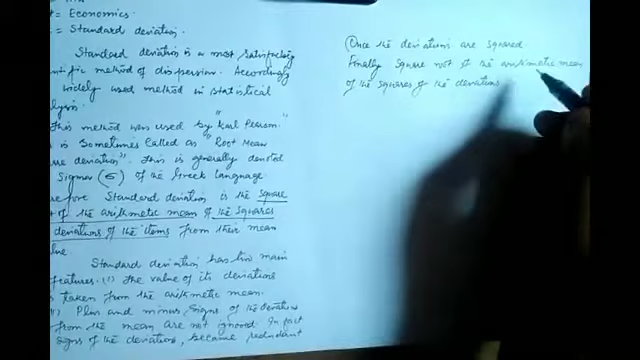 = Economics.
= Standard deviation.
Standard deviation is a most satisfactory
method of dispersion. Accordingly
widely used method in statistical
This method was used by "Karl Pearson."
is Sometimes called as "Root Mean
deviation". This is generally denoted
Sigma (σ) of the Greek language
Standard deviation is the square
of the arithmetic mean of the squares
deviations of the items from their mean
Standard deviation has two main
features. (i) The value of its deviations
taken from the arithmetic mean.
Plus and minus, signs of the deviation
from the mean are not ignored. In fact
signs of the deviation, became redundant
Once the deviations are squared.
Finally square root of the arithmetic mean
of the squares of the deviations